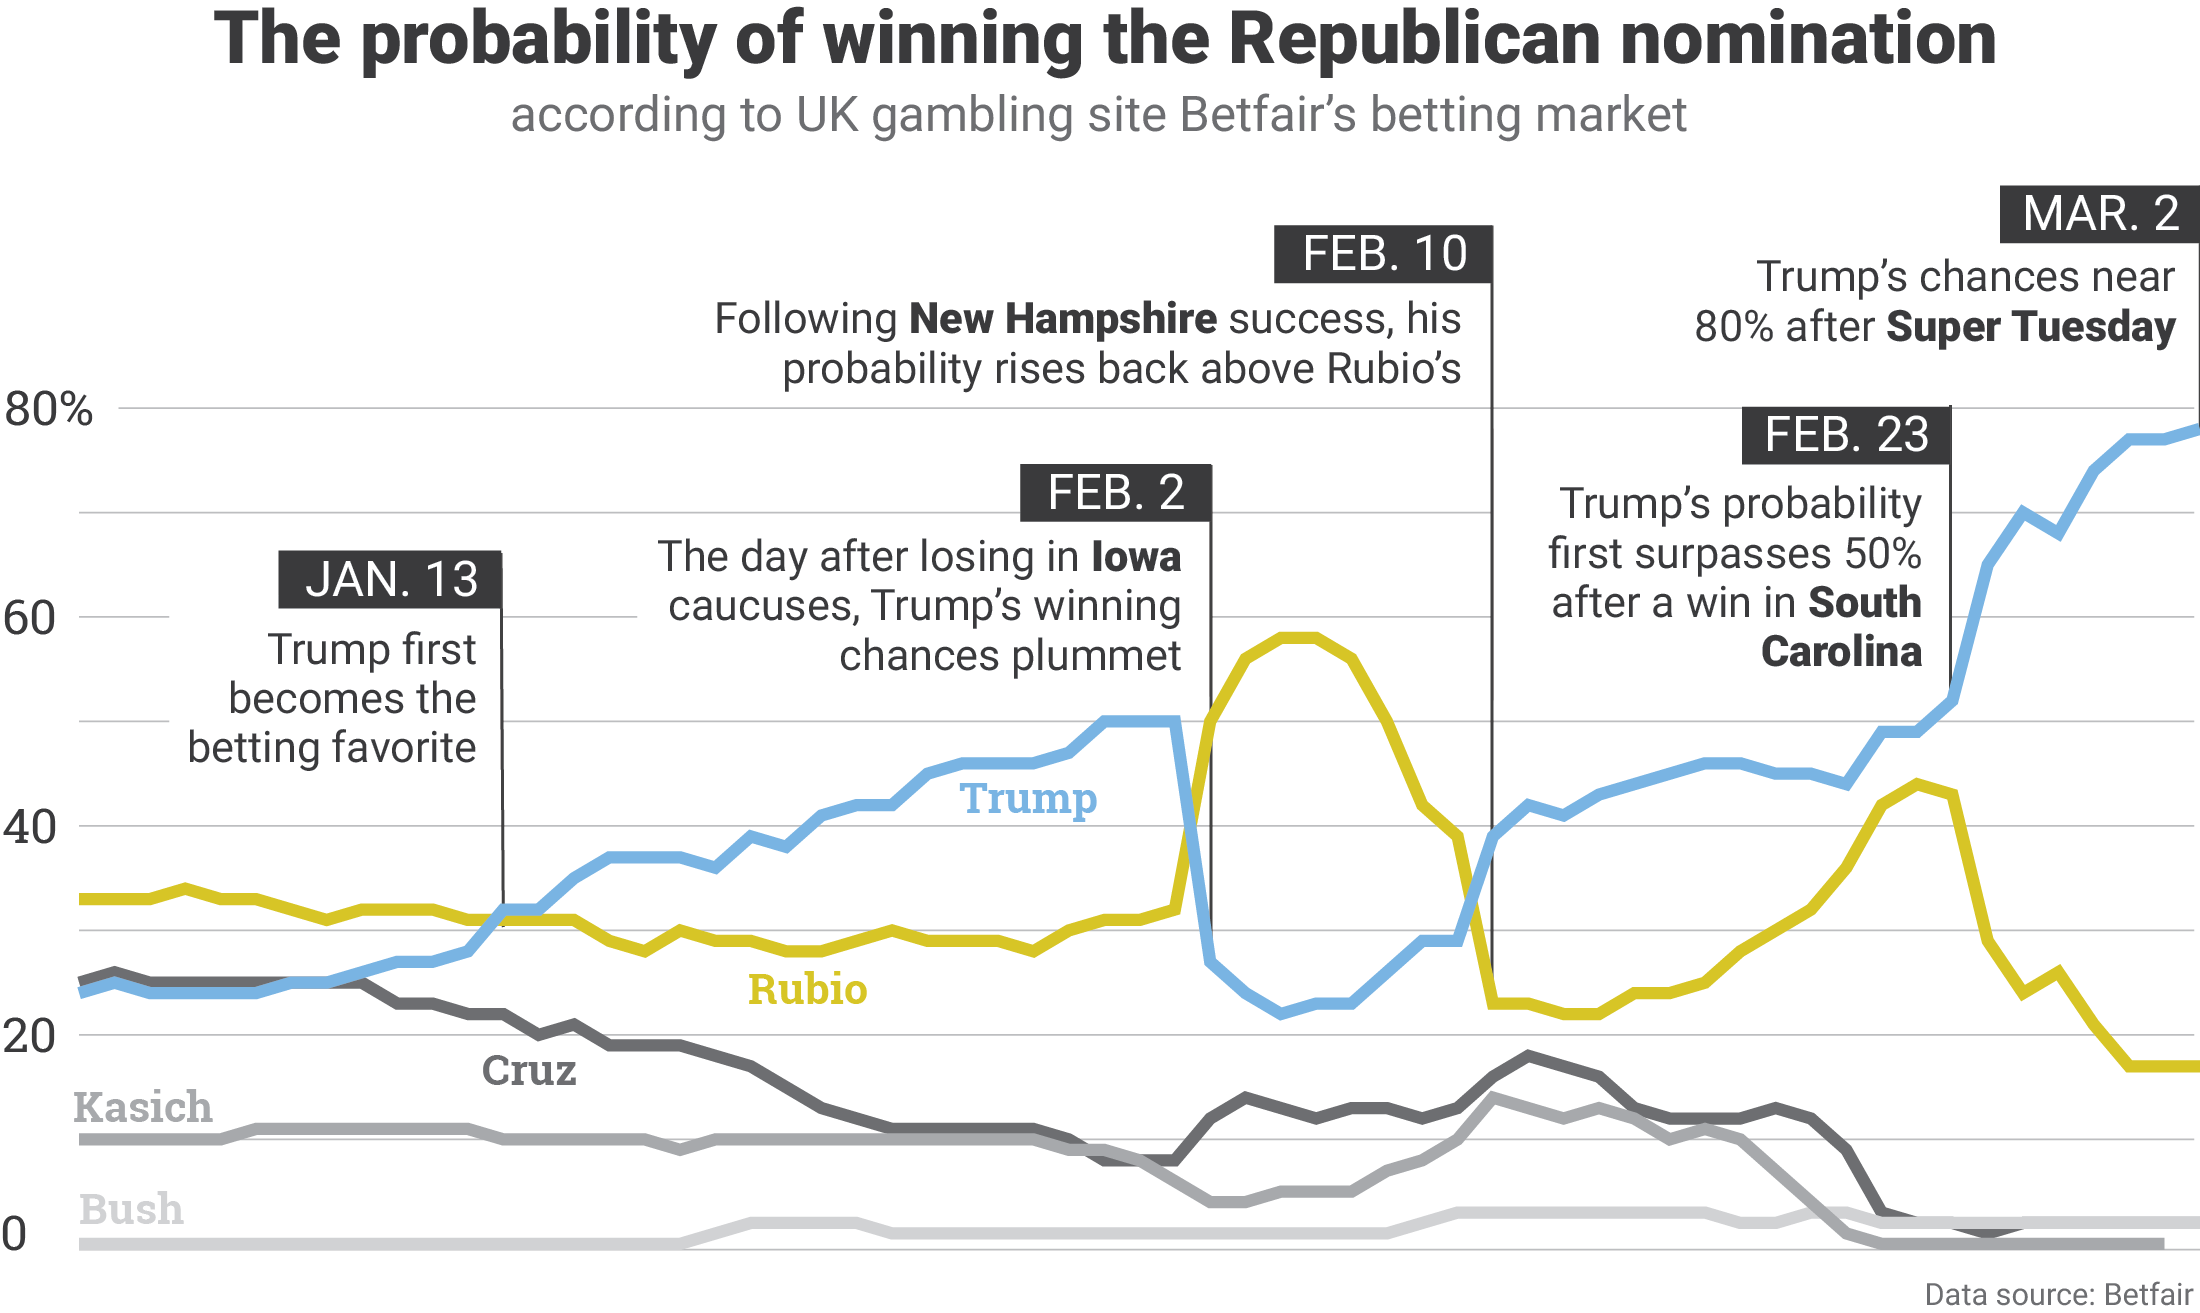 The probability of winning the Republican nomination
according to UK gambling site Betfair’s betting market
MAR. 2
Trump’s chances near
80% after Super Tuesday
FEB. 10
Following New Hampshire success, his
probability rises back above Rubio’s
80%
FEB. 23
Trump’s probability
first surpasses 50%
after a win in South
Carolina
FEB. 2
The day after losing in Iowa
caucuses, Trump’s winning
chances plummet
JAN. 13
Trump first
becomes the
betting favorite
60
40
20
0
Trump
Rubio
Cruz
Kasich
Bush
Data source: Betfair